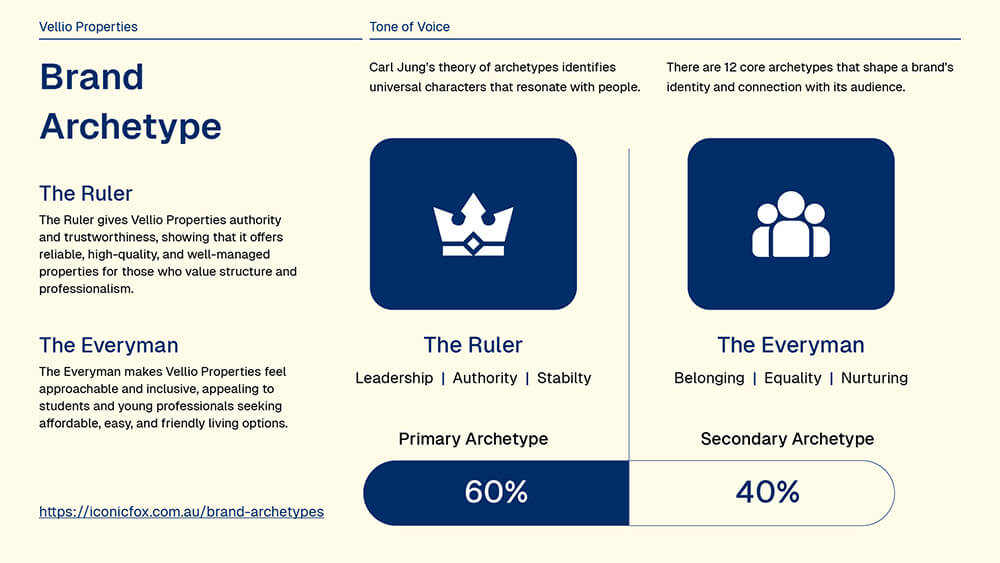 Vellio Properties
Tone of Voice
Brand
Archetype
Carl Jung's theory of archetypes identifies
universal characters that resonate with people.
There are 12 core archetypes that shape a brand's
identity and connection with its audience.
The Ruler
The Ruler gives Vellio Properties authority
and trustworthiness, showing that it offers
reliable, high-quality, and well-managed
properties for those who value structure and
professionalism.
The Everyman
The Everyman makes Vellio Properties feel
approachable and inclusive, appealing to
students and young professionals seeking
affordable, easy, and friendly living options.
https://iconicfox.com.au/brand-archetypes
The Ruler
Leadership | Authority | Stabilty
Primary Archetype
60%
The Everyman
Belonging | Equality | Nurturing
Secondary Archetype
40%